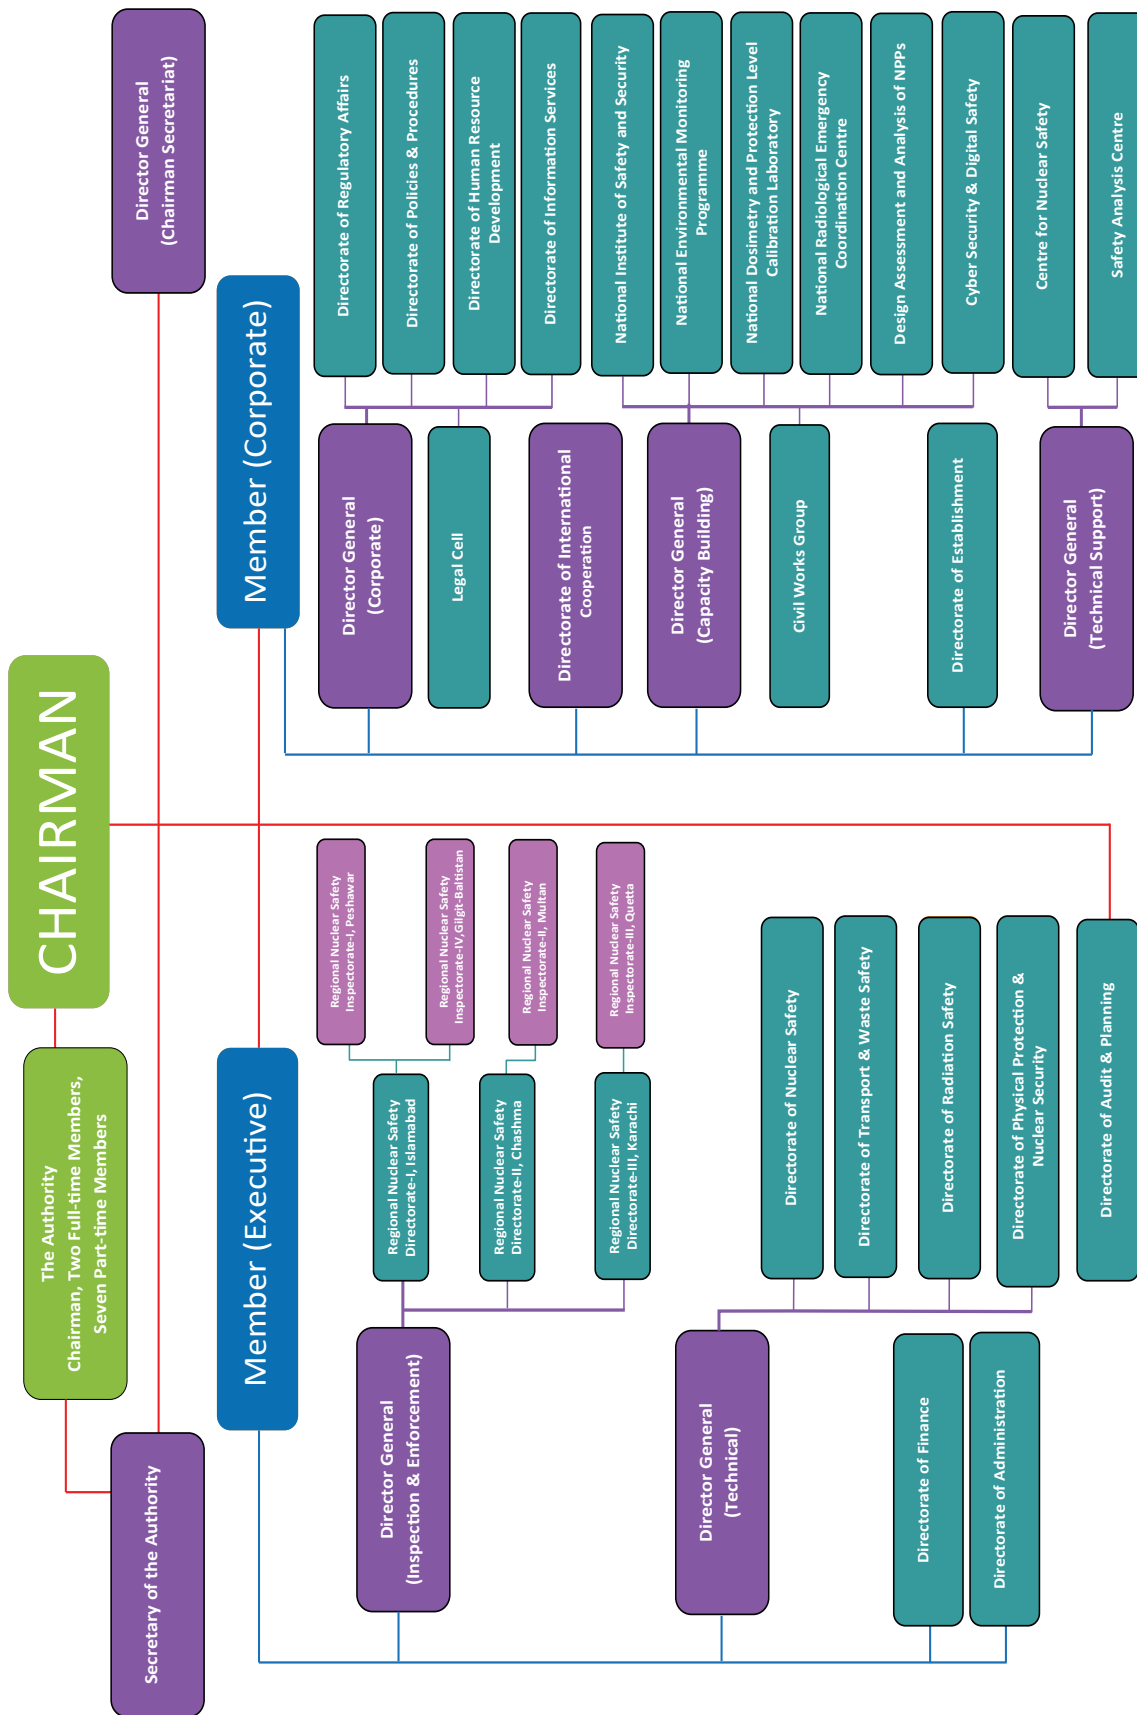 CHAIRMAN
The Authority
Chairman, Two Full-time Members,
Seven Part-time Members
Secretary of the Authority
Director General
(Chairman Secretariat)
Member (Executive)
Member (Corporate)
Director General
(Inspection & Enforcement)
Regional Nuclear Safety
Directorate-I, Islamabad
Regional Nuclear Safety
Inspectorate-I, Peshawar
Regional Nuclear Safety
Inspectorate-IV,Gilgit-Baltistan
Regional Nuclear Safety
Directorate-II, Chashma
Regional Nuclear Safety
Inspectorate-II, Multan
Regional Nuclear Safety
Directorate-III, Karachi
Regional Nuclear Safety
Inspectorate-III, Quetta
Director General
(Technical)
Directorate of Nuclear Safety
Directorate of Transport & Waste Safety
Directorate of Radiation Safety
Directorate of Physical Protection &
Nuclear Security
Directorate of Finance
Directorate of Administration
Directorate of Audit & Planning
Director General
(Corporate)
Directorate of Regulatory Affairs
Directorate of Policies & Procedures
Directorate of Human Resource
Development
Directorate of Information Services
Legal Cell
Directorate of International
Cooperation
Director General
(Capacity Building)
National Institute of Safety and Security
National Environmental Monitoring
Programme
National Dosimetry and Protection Level
Calibration Laboratory
National Radiological Emergency
Coordination Centre
Design Assessment and Analysis of NPPs
Cyber Security & Digital Safety
Civil Works Group
Directorate of Establishment
Director General
(Technical Support)
Centre for Nuclear Safety
Safety Analysis Centre